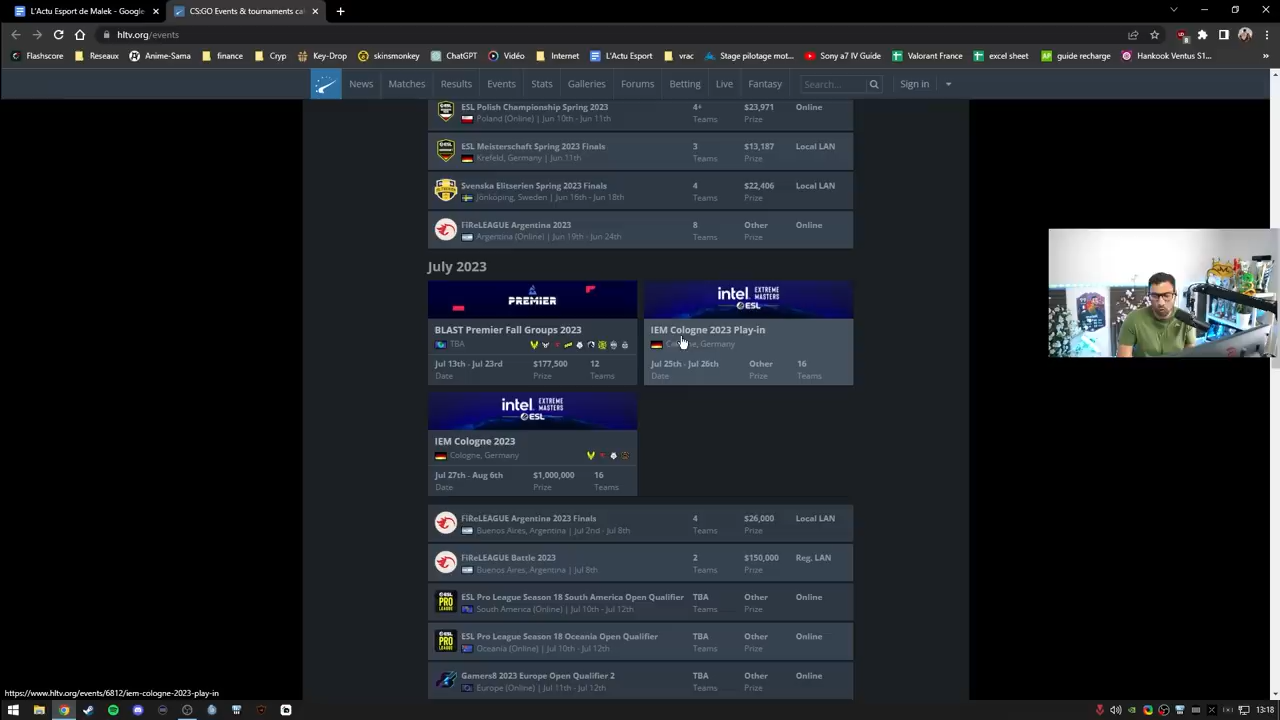 L'Actu Esport de Malek - Google
CS:GO Events & tournaments ca
hltv.org/events
Flashscore
Reseaux
Anime-Sama
finance
Cryp
Key-Drop
skinsmonkey
ChatGPT
Vidéo
Internet
L'Actu Esport
vrac
Stage pilotage mot...
Sony a7 IV Guide
Valorant France
excel sheet
guide recharge
Hankook Ventus S1...
News
Matches
Results
Events
Stats
Galleries
Forums
Betting
Live
Fantasy
Search...
Sign in
ESL Polish Championship Spring 2023
4+
$23,971
Online
Poland (Online) | Jun 10th - Jun 11th
Teams
Prize
ESL Meisterschaft Spring 2023 Finals
3
$13,187
Local LAN
Krefeld, Germany | Jun 11th
Teams
Prize
Svenska Elitserien Spring 2023 Finals
4
$22,406
Local LAN
Jönköping, Sweden | Jun 16th - Jun 18th
Teams
Prize
FiReLEAGUE Argentina 2023
8
Other
Online
Argentina (Online) | Jun 19th - Jun 24th
Teams
Prize
July 2023
PREMIER
BLAST Premier Fall Groups 2023
TBA
Jul 13th - Jul 23rd
$177,500
12
Date
Prize
Teams
intel EXTREME MASTERS
ESL
IEM Cologne 2023 Play-in
Germany
Jul 25th - Jul 26th
Other
16
Date
Prize
Teams
intel EXTREME MASTERS
ESL
IEM Cologne 2023
Cologne, Germany
Jul 27th - Aug 6th
$1,000,000
16
Date
Prize
Teams
FiReLEAGUE Argentina 2023 Finals
4
$26,000
Local LAN
Buenos Aires, Argentina | Jul 2nd - Jul 8th
Teams
Prize
FiReLEAGUE Battle 2023
2
$150,000
Reg. LAN
Buenos Aires, Argentina | Jul 8th
Teams
Prize
ESL Pro League Season 18 South America Open Qualifier
TBA
Other
Online
South America (Online) | Jul 10th - Jul 12th
Teams
Prize
ESL Pro League Season 18 Oceania Open Qualifier
TBA
Other
Online
Oceania (Online) | Jul 10th - Jul 12th
Teams
Prize
Gamers8 2023 Europe Open Qualifier 2
TBA
Other
Online
Europe (Online) | Jul 11th - Jul 12th
Teams
Prize
https://www.hltv.org/events/6812/iem-cologne-2023-play-in
13:18